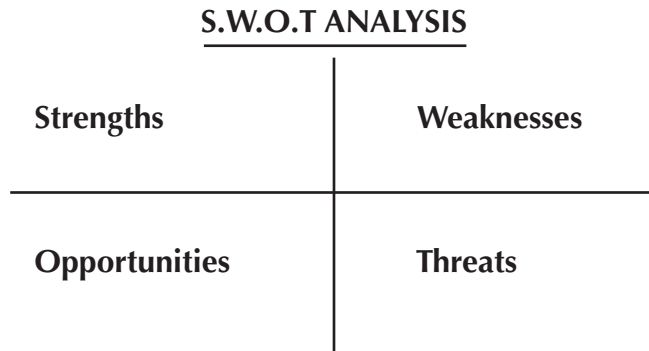 S.W.O.T ANALYSIS
Strengths
Weaknesses
Opportunities
Threats